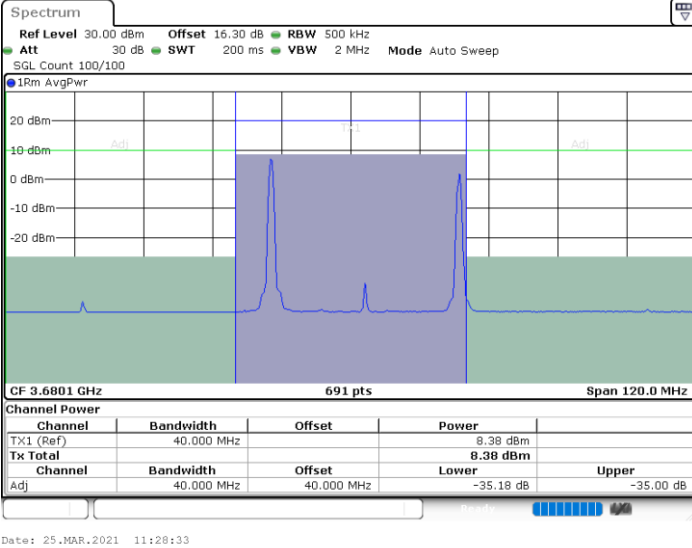 Spectrum
Ref Level 30.00 dBm Offset 16.30 dB RBW 500 kHz
Att 30 dB SWT 200 ms VBW 2 MHz Mode Auto Sweep
SGL Count 100/100
1Rm AvgPwr
20 dBm
TX1
Adj
Adj
10 dBm
0 dBm
-10 dBm
-20 dBm
CF 3.6801 GHz 691 pts Span 120.0 MHz
Channel Power
Channel Bandwidth Offset Power
TX1 (Ref) 40.000 MHz 8.38 dBm
Tx Total 8.38 dBm
Channel Bandwidth Offset Lower Upper
Adj 40.000 MHz 40.000 MHz -35.18 dB -35.00 dB
Ready
Date: 25.MAR.2021 11:28:33